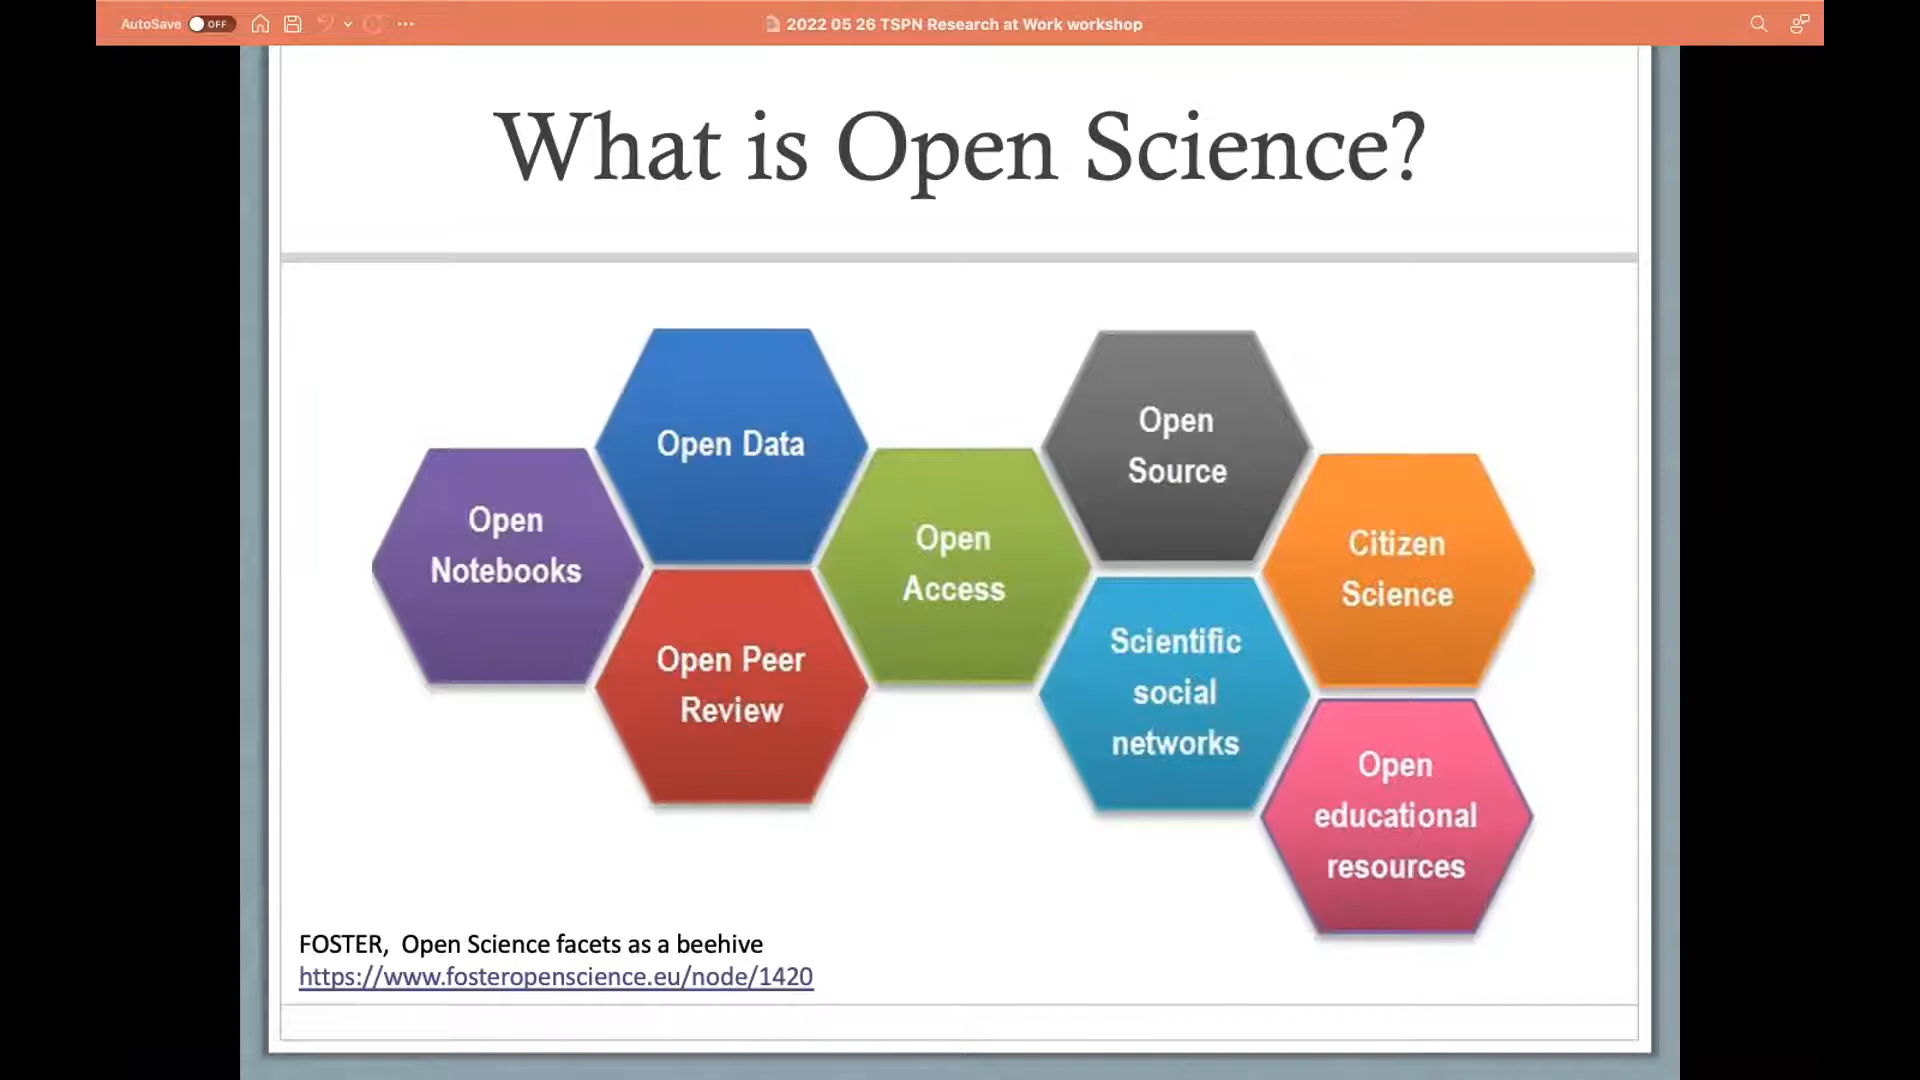 AutoSave OFF
2022 05 26 TSPN Research at Work workshop
What is Open Science?
Open
Notebooks
Open Data
Open Peer
Review
Open
Access
Open
Source
Scientific
social
networks
Citizen
Science
Open
educational
resources
FOSTER, Open Science facets as a beehive
https://www.fosteropenscience.eu/node/1420